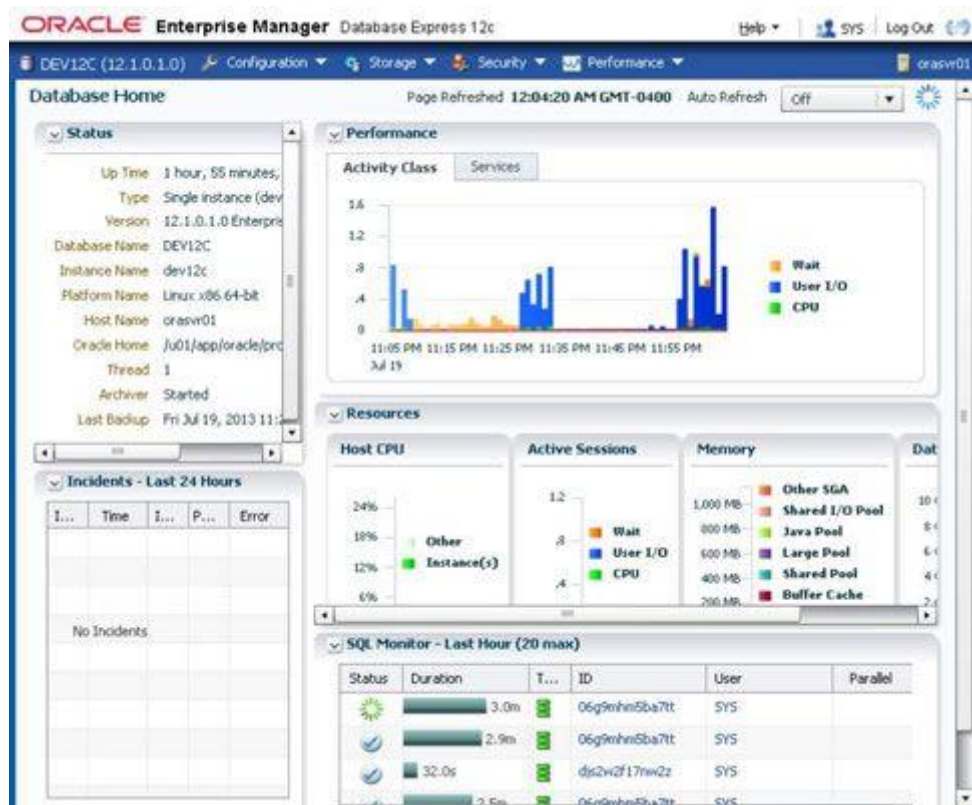 ORACLE Enterprise Manager Database Express 12c
Help SYS Log Out
DEV12C (12.1.0.1.0) Configuration Storage Security Performance orasvr01
Database Home
Page Refreshed 12:04:20 AM GMT-0400 Auto Refresh Off
Status
Up Time 1 hour, 55 minutes,
Type Single instance (dev
Version 12.1.0.1.0 Enterpris
Database Name DEV12C
Instance Name dev12c
Platform Name Linux x86 64-bit
Host Name orasvr01
Oracle Home /u01/app/oracle/pro
Thread 1
Archiver Started
Last Backup Fri Jul 19, 2013 11:
Incidents - Last 24 Hours
I... Time I... P... Error
No Incidents
Performance
Activity Class Services
1.6
1.2
.8
.4
0
11:05 PM 11:15 PM 11:25 PM 11:35 PM 11:45 PM 11:55 PM
Jul 19
Wait
User I/O
CPU
Resources
Host CPU
24%
18%
12%
6%
Other
Instance(s)
Active Sessions
1.2
.8
.4
Wait
User I/O
CPU
Memory
1,000 MB
800 MB
600 MB
400 MB
200 MB
Other SGA
Shared I/O Pool
Java Pool
Large Pool
Shared Pool
Buffer Cache
Dat
SQL Monitor - Last Hour (20 max)
Status Duration T... ID User Parallel
3.0m 06g9mhm5ba7tt SYS
2.9m 06g9mhm5ba7tt SYS
32.0s djs2w2f17nw2z SYS
2.5m 06g9mhm5ba7tt SYS